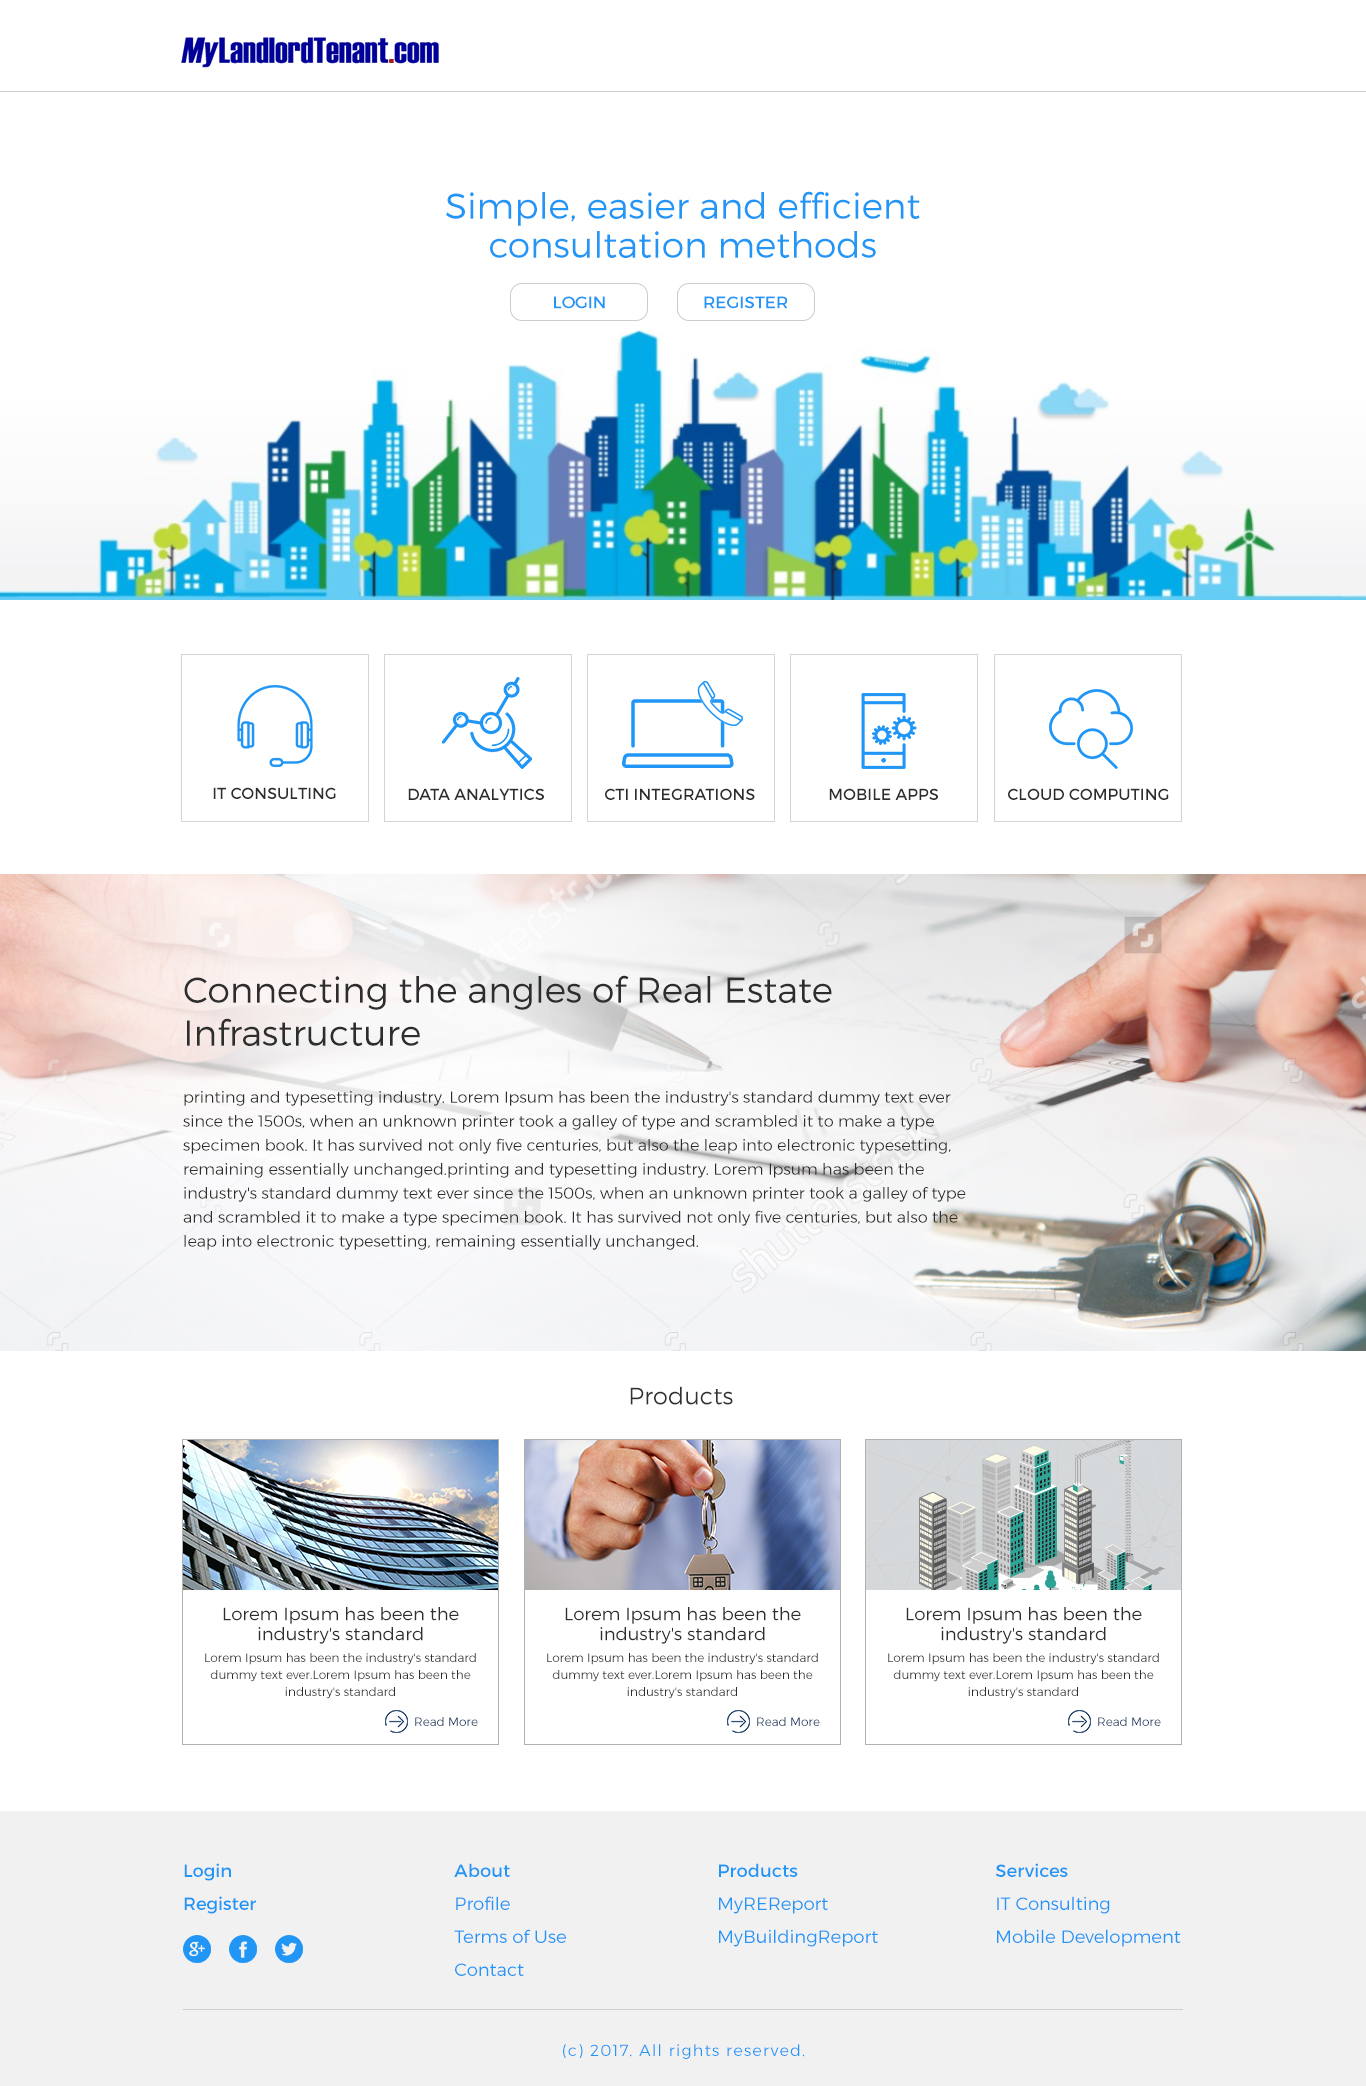 MyLandlordTenant.com
Simple, easier and efficient
consultation methods
LOGIN
REGISTER
IT CONSULTING
DATA ANALYTICS
CTI INTEGRATIONS
MOBILE APPS
CLOUD COMPUTING
Connecting the angles of Real Estate
Infrastructure
printing and typesetting industry. Lorem Ipsum has been the industry's standard dummy text ever
since the 1500s, when an unknown printer took a galley of type and scrambled it to make a type
specimen book. It has survived not only five centuries, but also the leap into electronic typesetting,
remaining essentially unchanged.printing and typesetting industry. Lorem Ipsum has been the
industry's standard dummy text ever since the 1500s, when an unknown printer took a galley of type
and scrambled it to make a type specimen book. It has survived not only five centuries, but also the
leap into electronic typesetting, remaining essentially unchanged.
Products
Lorem Ipsum has been the
industry's standard
Lorem Ipsum has been the industry's standard
dummy text ever.Lorem Ipsum has been the
industry's standard
Read More
Lorem Ipsum has been the
industry's standard
Lorem Ipsum has been the industry's standard
dummy text ever.Lorem Ipsum has been the
industry's standard
Read More
Lorem Ipsum has been the
industry's standard
Lorem Ipsum has been the industry's standard
dummy text ever.Lorem Ipsum has been the
industry's standard
Read More
Login
Register
About
Profile
Terms of Use
Contact
Products
MyREReport
MyBuildingReport
Services
IT Consulting
Mobile Development
(c) 2017. All rights reserved.